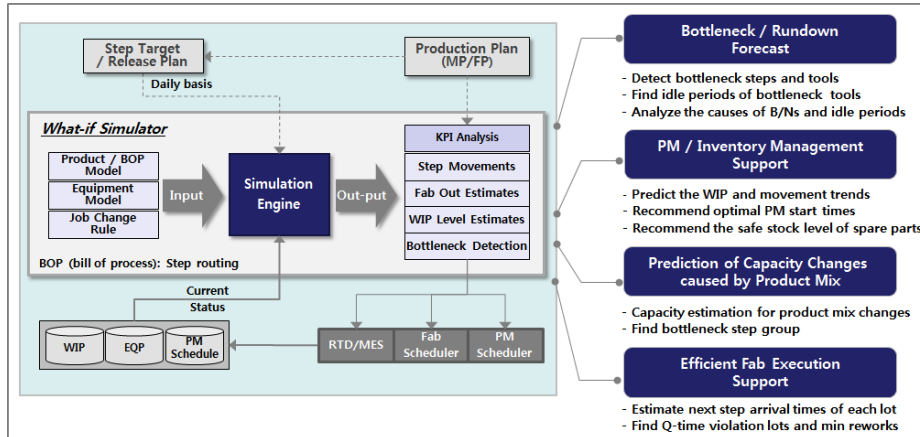 Step Target
/ Release Plan
Production Plan
(MP/FP)
Daily basis
What-if Simulator
Product / BOP
Model
Equipment
Model
Job Change
Rule
Input
Simulation
Engine
Out-put
KPI Analysis
Step Movements
Fab Out Estimates
WIP Level Estimates
Bottleneck Detection
BOP (bill of process): Step routing
Current
Status
WIP
EQP
PM
Schedule
RTD/MES
Fab
Scheduler
PM
Scheduler
Bottleneck / Rundown
Forecast
- Detect bottleneck steps and tools
- Find idle periods of bottleneck tools
- Analyze the causes of B/Ns and idle periods
PM / Inventory Management
Support
- Predict the WIP and movement trends
- Recommend optimal PM start times
- Recommend the safe stock level of spare parts
Prediction of Capacity Changes
caused by Product Mix
- Capacity estimation for product mix changes
- Find bottleneck step group
Efficient Fab Execution
Support
- Estimate next step arrival times of each lot
- Find Q-time violation lots and min reworks